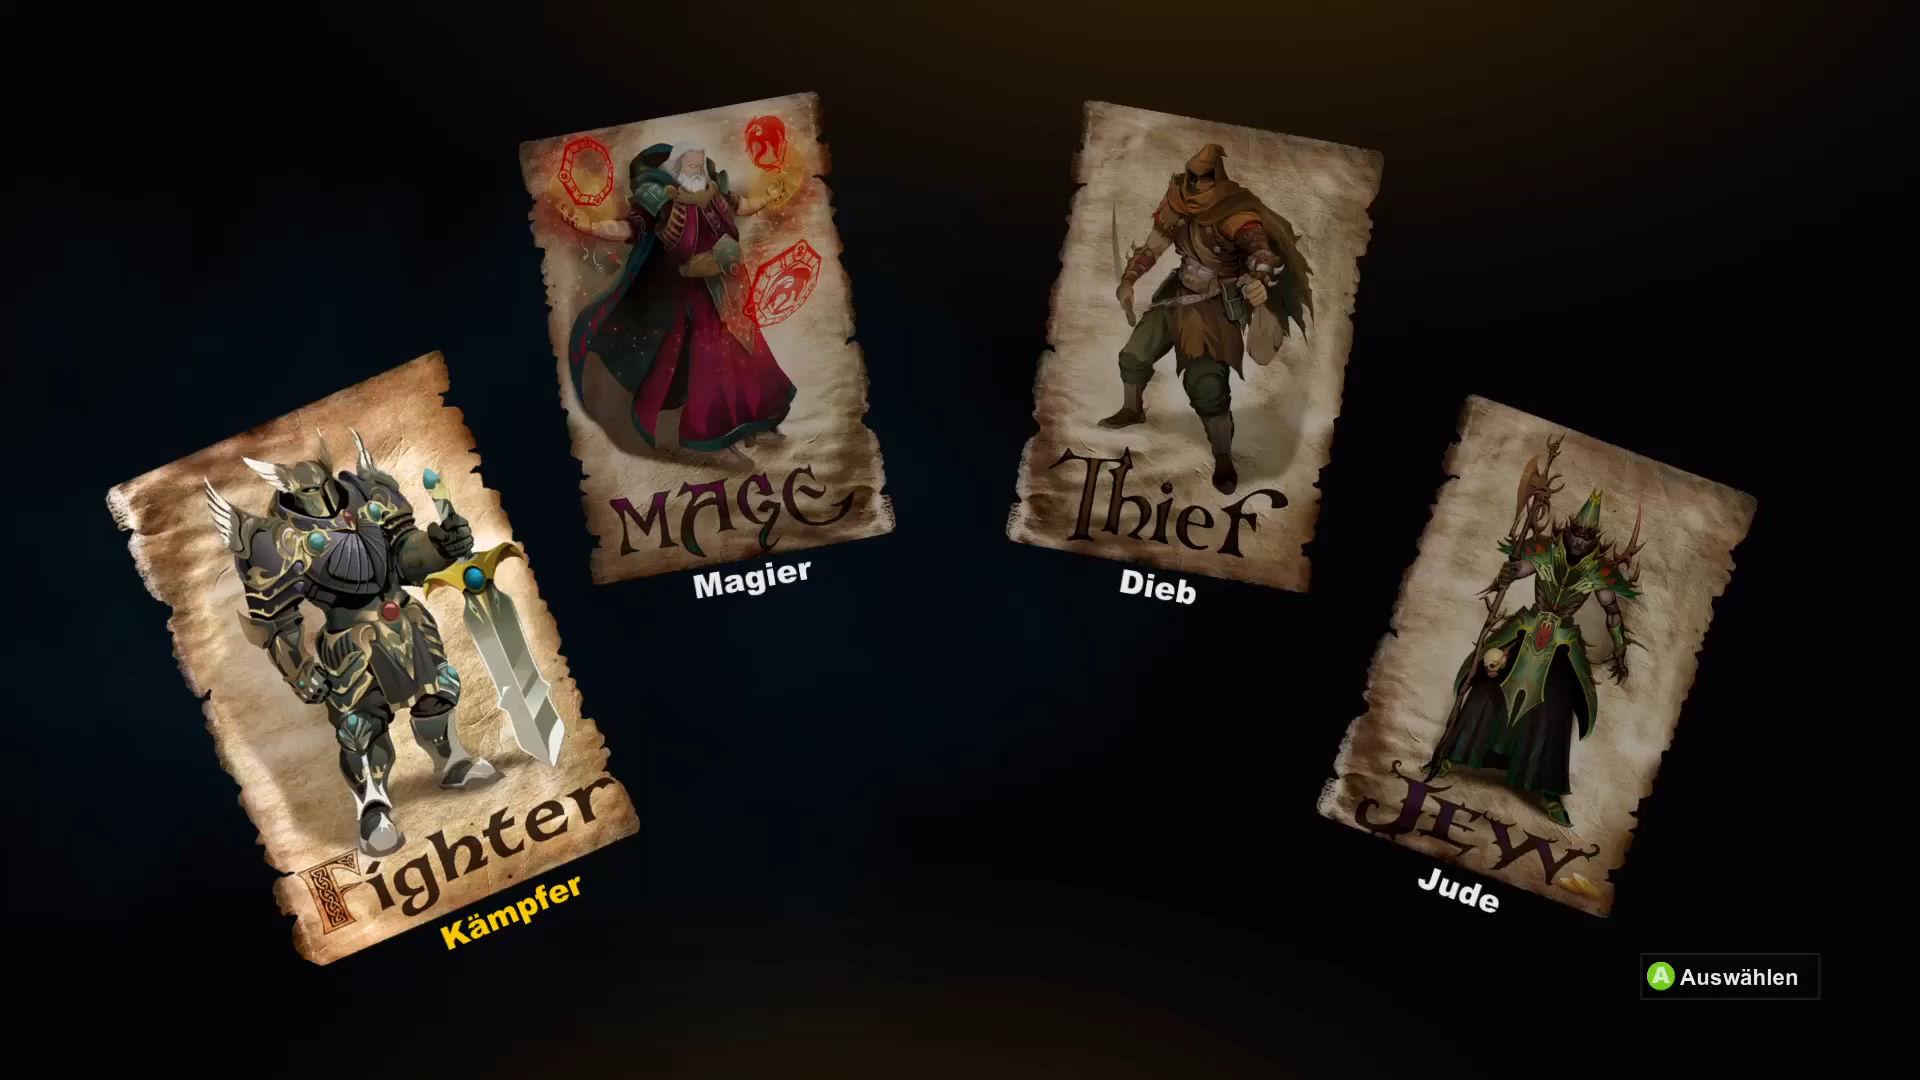 MAGE
Magier
Thief
Dieb
Fighter
Kämpfer
JEW
Jude
A Auswählen